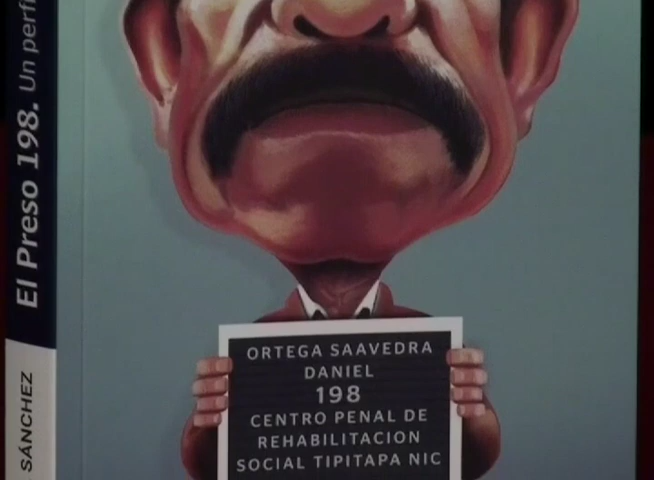 El Preso 198. Un perfi
SÁNCHEZ
ORTEGA SAAVEDRA
DANIEL
198
CENTRO PENAL DE
REHABILITACION
SOCIAL TIPITAPA NIC